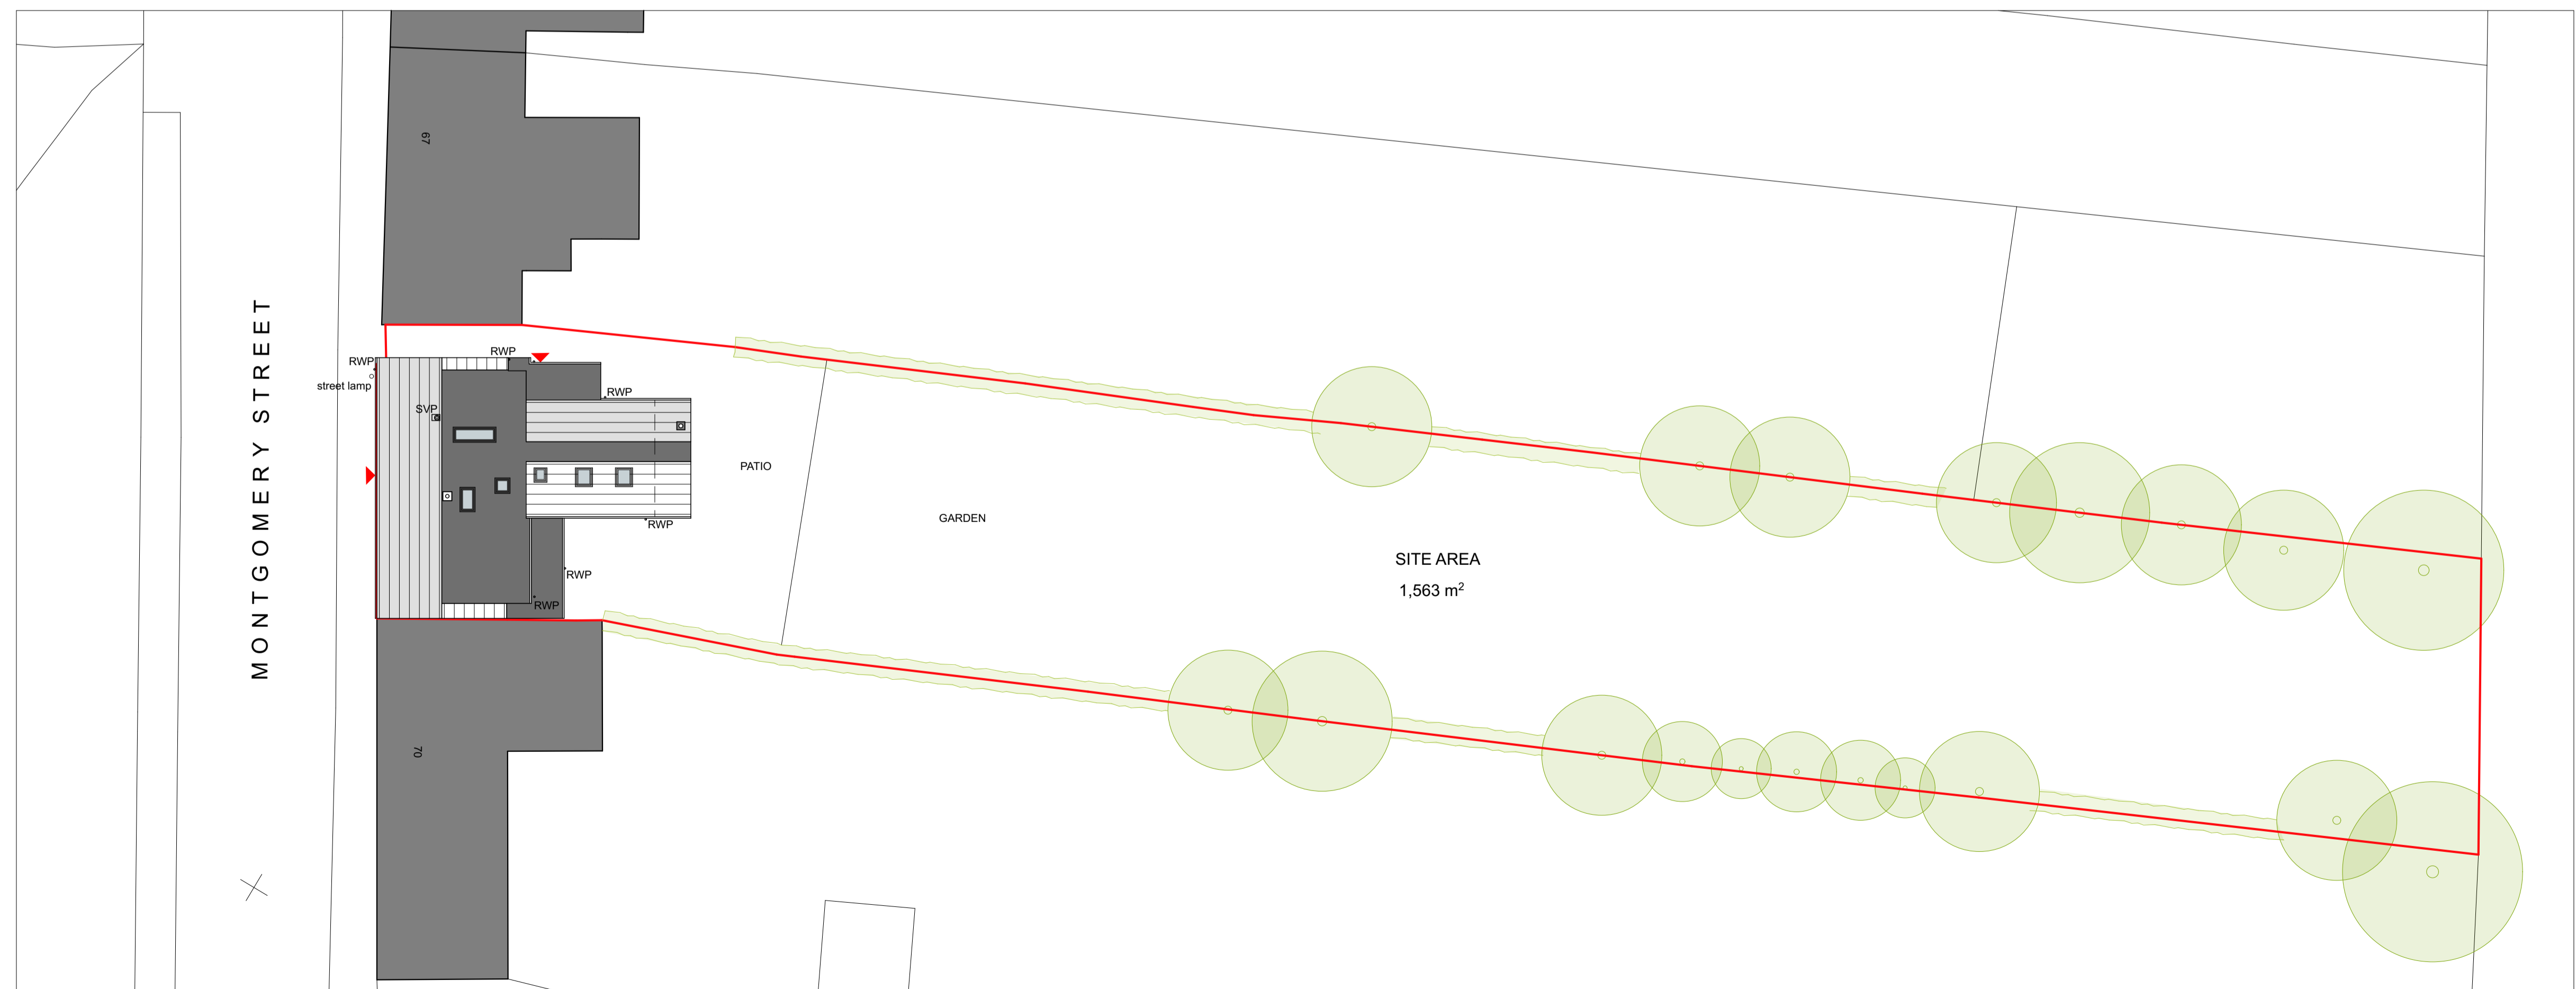 67
MONTGOMERY STREET
RWP
RWP
street lamp
RWP
SVP
PATIO
GARDEN
RWP
SITE AREA
RWP
1,563 m²
RWP
70